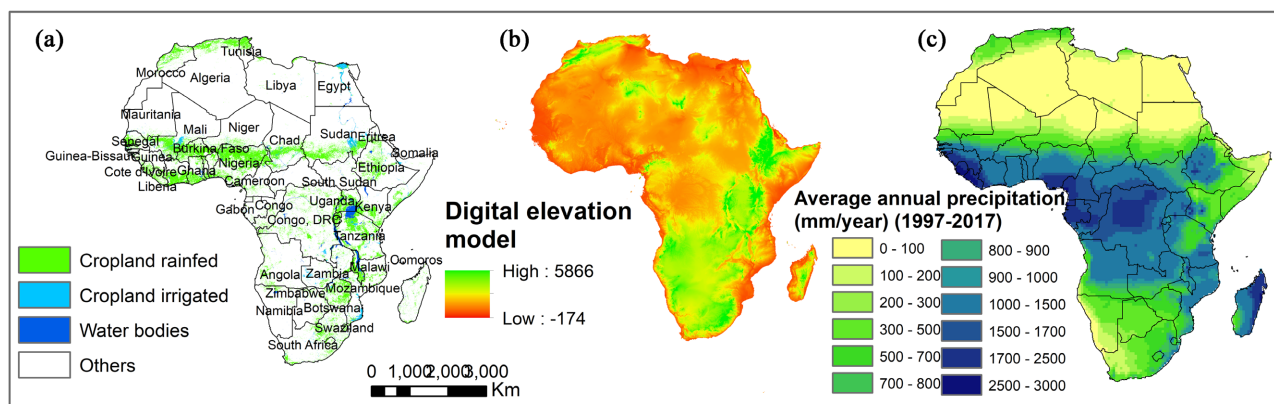 (a)
Tunisia
Morocco
Algeria
Libya
Egypt
Mauritania
Mali
Niger
Chad
Sudan
Eritrea
Senegal
Burkina Faso
Guinea-Bissau
Guinea
Nigeria
Somalia
Cote d'Ivoire
Ghana
Ethiopia
Liberia
Cameroon
South Sudan
Uganda
Kenya
Gabon
Congo
Congo, DRC
Tanzania
Angola
Zambia
Malawi
Oomoros
Zimbabwe
Mozambique
Namibia
Botswana
Swaziland
South Africa
Cropland rainfed
Cropland irrigated
Water bodies
Others
0 1,000 2,000 3,000
Km
(b)
Digital elevation
model
High : 5866
Low : -174
(c)
Average annual precipitation
(mm/year) (1997-2017)
0 - 100
100 - 200
200 - 300
300 - 500
500 - 700
700 - 800
800 - 900
900 - 1000
1000 - 1500
1500 - 1700
1700 - 2500
2500 - 3000